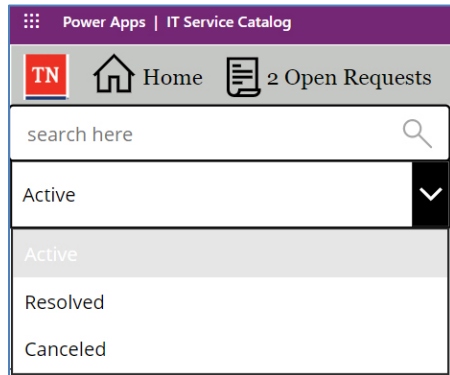 Power Apps | IT Service Catalog
TN Home 2 Open Requests
search here
Active
Active
Resolved
Canceled